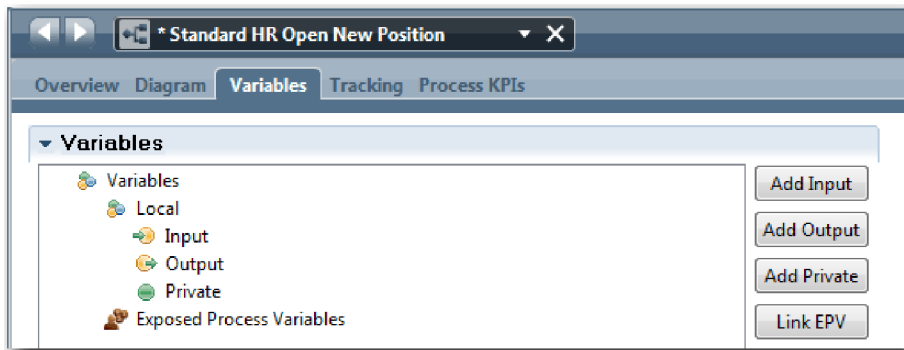 * Standard HR Open New Position
Overview Diagram Variables Tracking Process KPIs
Variables
Variables
Add Input
Local
Input
Add Output
Output
Add Private
Private
Exposed Process Variables
Link EPV